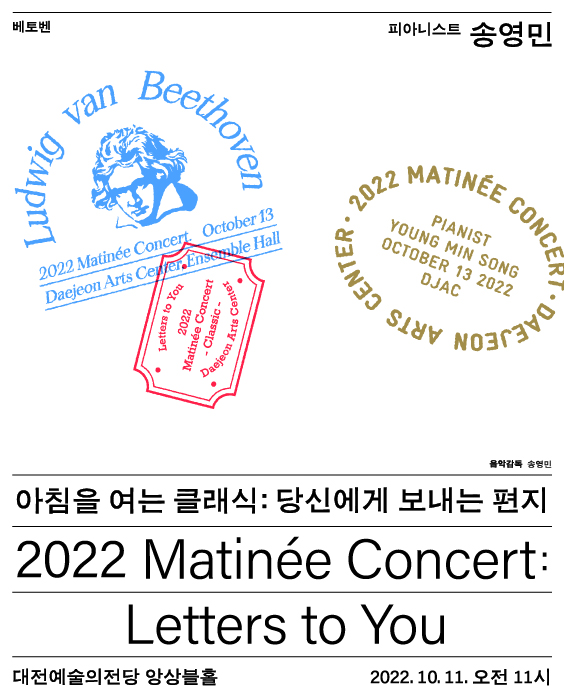 베토벤
피아니스트 송영민
Ludwig van Beethoven
2022 Matinée Concert. October 13
Daejeon Arts Center Ensemble Hall
Letters to You
2022
Matinée Concert
- Classic -
Daejeon Arts Center
2022 MATINÉE CONCERT · DAEJEON ARTS CENTER ·
PIANIST
YOUNG MIN SONG
OCTOBER 13 2022
DJAC
음악감독 송영민
아침을 여는 클래식: 당신에게 보내는 편지
2022 Matinée Concert:
Letters to You
대전예술의전당 앙상블홀
2022. 10. 11. 오전 11시